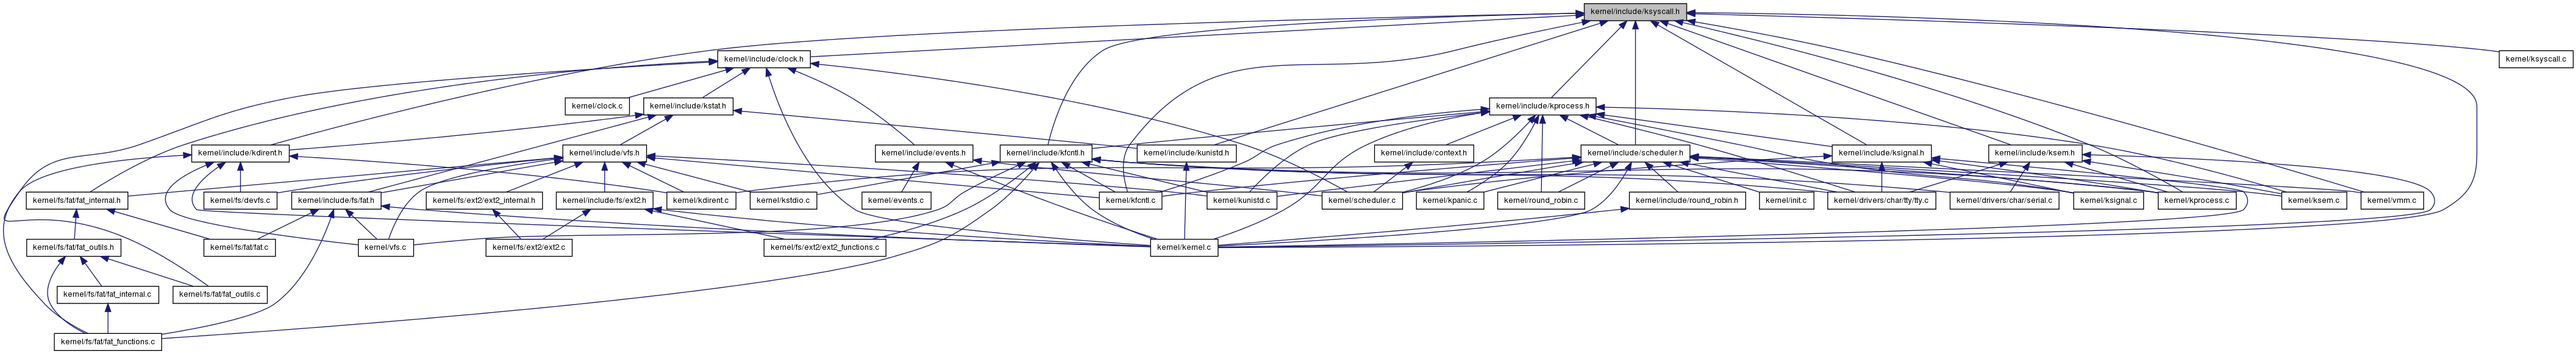 kernel/include/ksyscall.h
kernel/include/clock.h
kernel/ksyscall.c
kernel/clock.c
kernel/include/kstat.h
kernel/include/kprocess.h
kernel/include/kdirent.h
kernel/include/vfs.h
kernel/include/events.h
kernel/include/kfcntl.h
kernel/include/kunistd.h
kernel/include/context.h
kernel/include/scheduler.h
kernel/include/ksignal.h
kernel/include/ksem.h
kernel/fs/fat/fat_internal.h
kernel/fs/devfs.c
kernel/include/fs/fat.h
kernel/fs/ext2/ext2_internal.h
kernel/include/fs/ext2.h
kernel/kdirent.c
kernel/kstdio.c
kernel/events.c
kernel/kfcntl.c
kernel/kunistd.c
kernel/scheduler.c
kernel/kpanic.c
kernel/round_robin.c
kernel/include/round_robin.h
kernel/init.c
kernel/drivers/char/tty/tty.c
kernel/drivers/char/serial.c
kernel/ksignal.c
kernel/kprocess.c
kernel/ksem.c
kernel/vmm.c
kernel/fs/fat/fat_outils.h
kernel/fs/fat/fat.c
kernel/vfs.c
kernel/fs/ext2/ext2.c
kernel/fs/ext2/ext2_functions.c
kernel/kernel.c
kernel/fs/fat/fat_internal.c
kernel/fs/fat/fat_outils.c
kernel/fs/fat/fat_functions.c